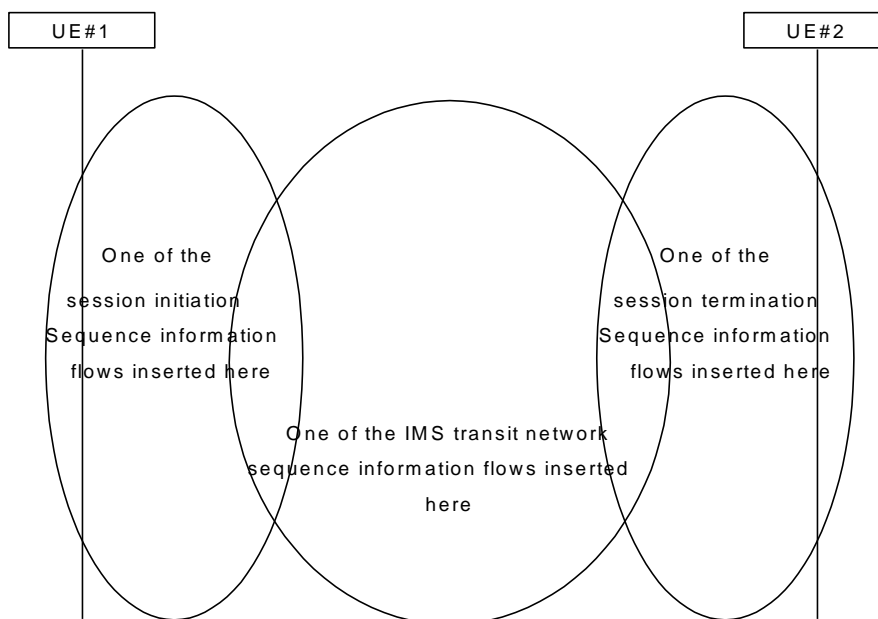 UE#1
UE#2
One of the
session initiation
Sequence information
flows inserted here
One of the
session termination
Sequence information
flows inserted here
One of the IMS transit network
sequence information flows inserted
here